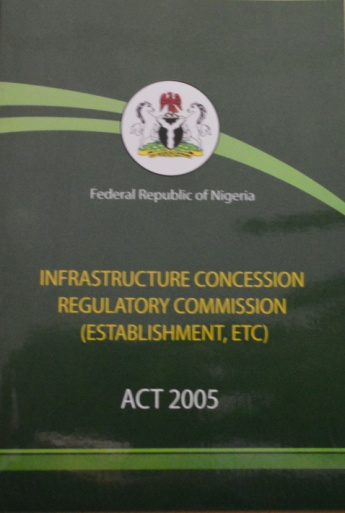 Federal Republic of Nigeria
INFRASTRUCTURE CONCESSION
REGULATORY COMMISSION
(ESTABLISHMENT, ETC)
ACT 2005